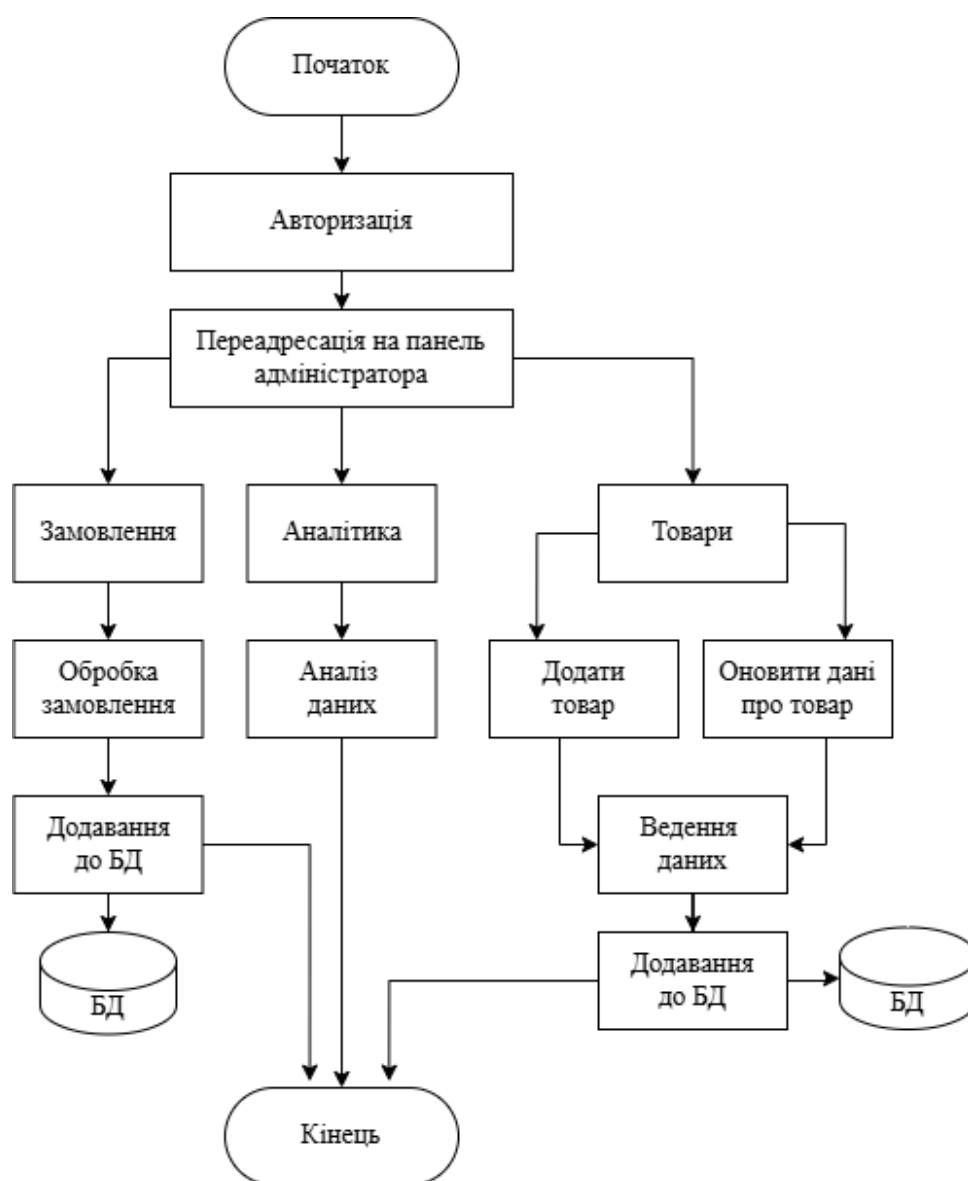 Початок
Авторизація
Переадресація на панель
адміністратора
Замовлення
Аналітика
Товари
Обробка
замовлення
Аналіз
даних
Додати
товар
Оновити дані
про товар
Додавання
до БД
Ведення
даних
БД
Додавання
до БД
БД
Кінець